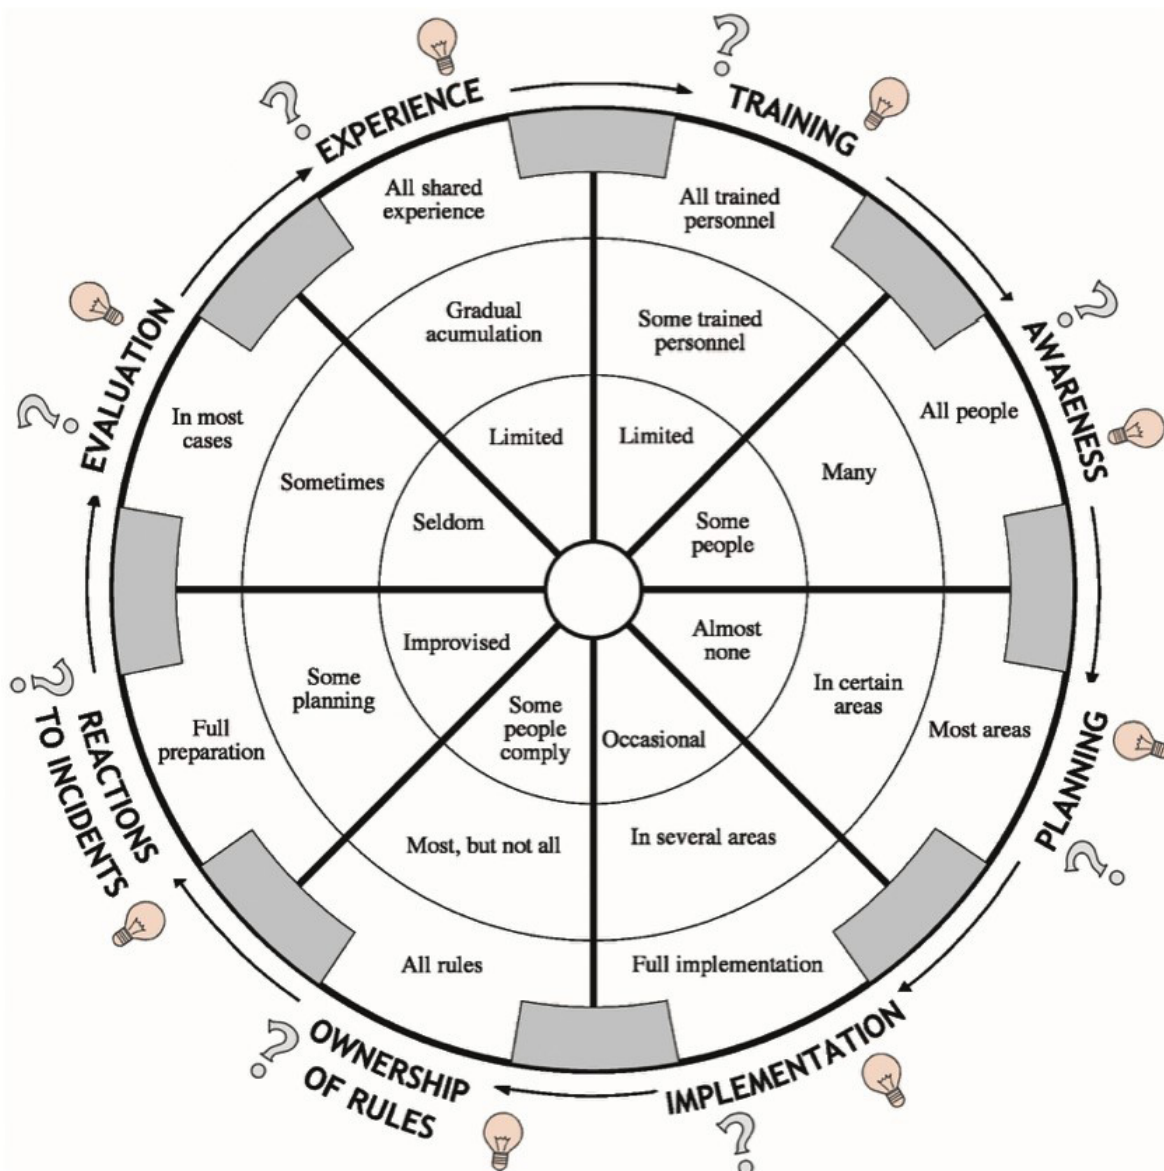 EXPERIENCE
All shared
experience
Gradual
acumulation
Limited
TRAINING
All trained
personnel
Some trained
personnel
Limited
AWARENESS
All people
Many
Some
people
PLANNING
Most areas
In certain
areas
Almost
none
IMPLEMENTATION
Full implementation
In several areas
Occasional
OWNERSHIP
OF RULES
All rules
Most, but not all
Some
people
comply
REACTIONS
TO INCIDENTS
Full
preparation
Some
planning
Improvised
EVALUATION
In most
cases
Sometimes
Seldom
?
?
?
?
?
?
?
?